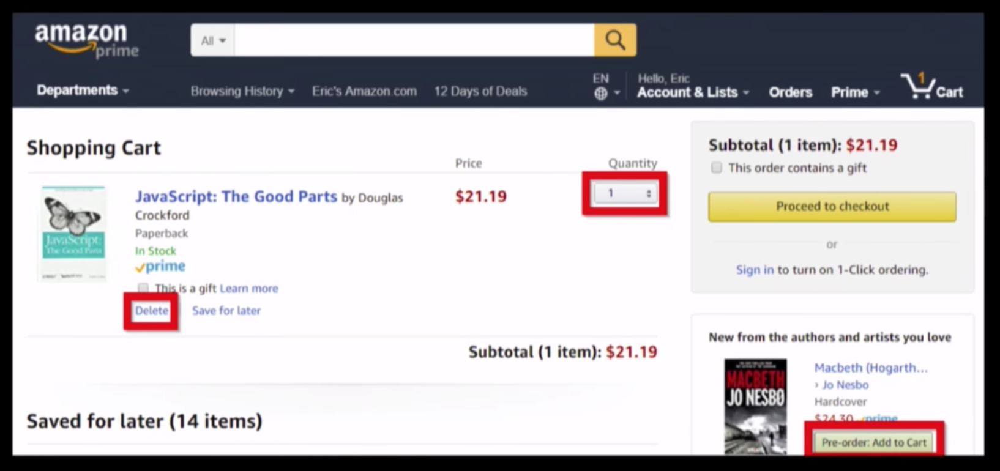 amazon
prime
All
Departments
Browsing History
Eric's Amazon.com
12 Days of Deals
EN
Hello, Eric
Account & Lists
Orders
Prime
1
Cart
Shopping Cart
Price
Quantity
JavaScript: The Good Parts by Douglas
Crockford
$21.19
1
Paperback
In Stock
prime
This is a gift Learn more
Delete
Save for later
JavaScript:
The Good Parts
Subtotal (1 item): $21.19
Saved for later (14 items)
Subtotal (1 item): $21.19
This order contains a gift
Proceed to checkout
or
Sign in to turn on 1-Click ordering.
New from the authors and artists you love
MACBETH
JO NESBØ
Macbeth (Hogarth...
› Jo Nesbo
Hardcover
$24.30 prime
Pre-order: Add to Cart